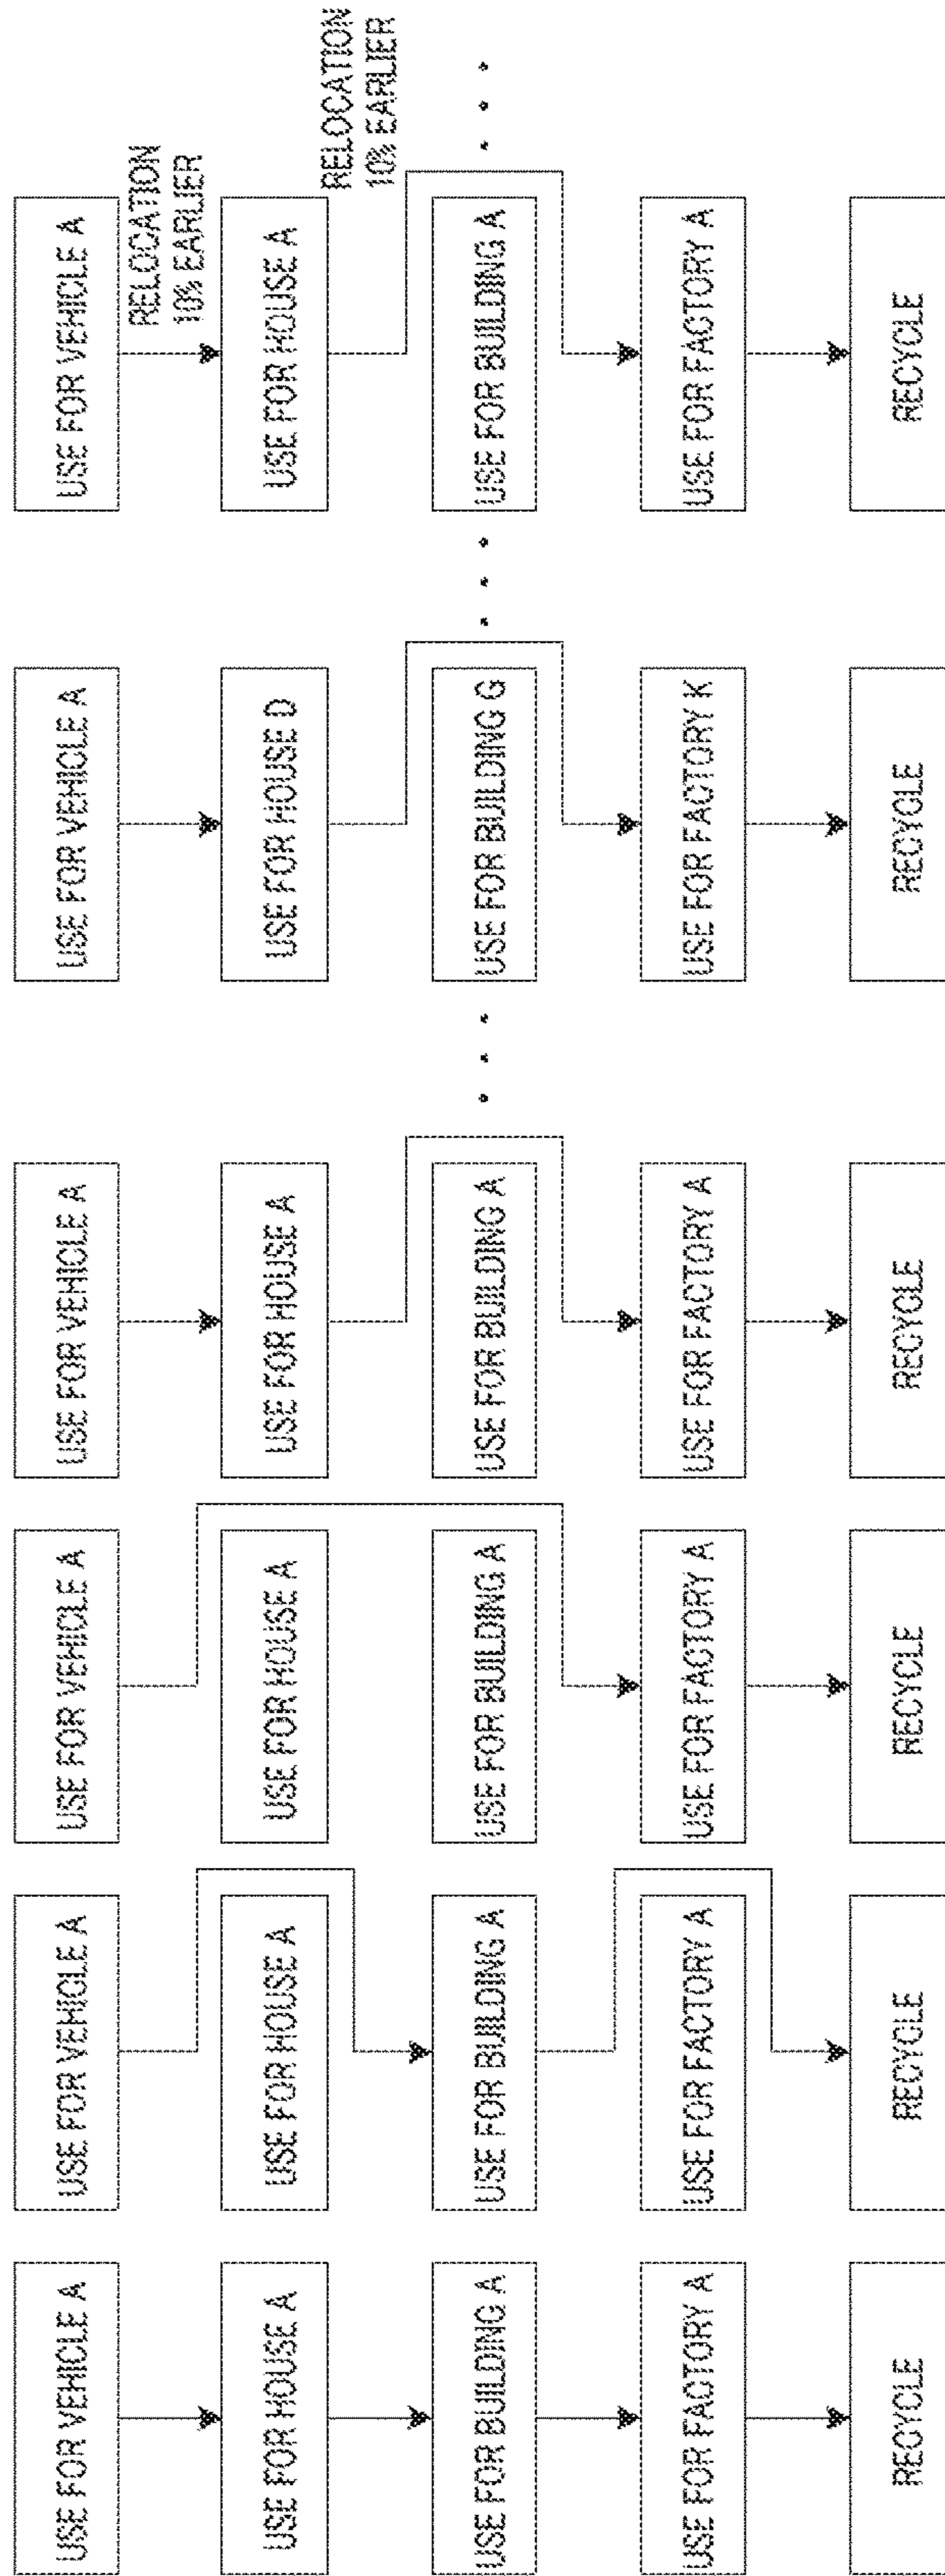 USE FOR VEHICLE A
USE FOR HOUSE A
USE FOR BUILDING A
USE FOR FACTORY A
RECYCLE
USE FOR VEHICLE A
USE FOR HOUSE A
USE FOR BUILDING A
USE FOR FACTORY A
RECYCLE
USE FOR VEHICLE A
USE FOR HOUSE A
USE FOR BUILDING A
USE FOR FACTORY A
RECYCLE
USE FOR VEHICLE A
USE FOR HOUSE A
USE FOR BUILDING A
USE FOR FACTORY A
RECYCLE
USE FOR VEHICLE A
USE FOR HOUSE D
USE FOR BUILDING G
USE FOR FACTORY K
RECYCLE
USE FOR VEHICLE A
RELOCATION
10% EARLIER
USE FOR HOUSE A
RELOCATION
10% EARLIER
USE FOR BUILDING A
USE FOR FACTORY A
RECYCLE